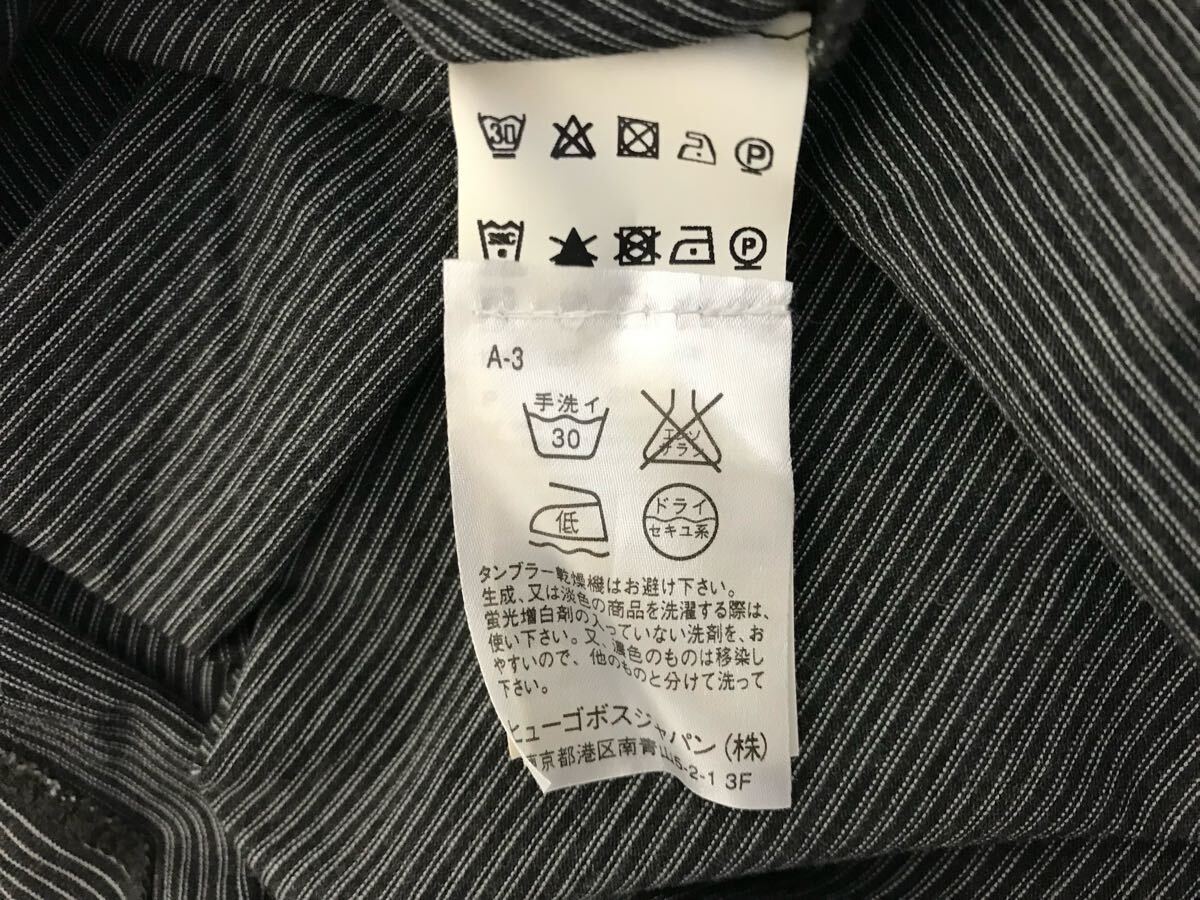 30
P
30C
P
A-3
手洗イ
30
エンソ
チラシ
低
ドライ
セキユ系
タンブラー乾燥機はお避け下さい。
生成、又は淡色の商品を洗濯する際は、
蛍光増白剤の入っていない洗剤を、お
使い下さい。又、濃色のものは移染し
やすいので、他のものと分けて洗って
下さい。
ヒューゴボスジャパン(株)
東京都港区南青山5-2-1 3F